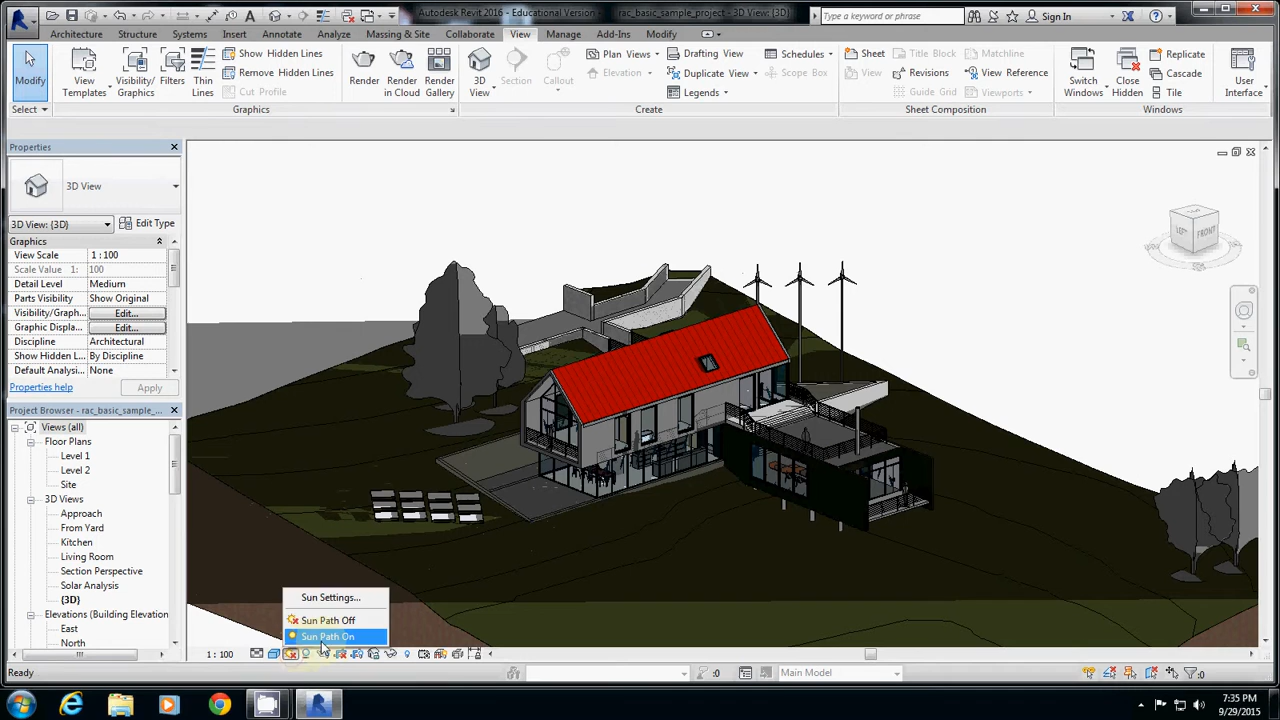 Autodesk Revit 2016 - Educational Version - rac_basic_sample_project - 3D View: {3D}
Type a keyword or phrase
Sign In
Architecture Structure Systems Insert Annotate Analyze Massing & Site Collaborate View Manage Add-Ins Modify
Modify
View Templates
Visibility/ Graphics
Filters
Thin Lines
Show Hidden Lines
Remove Hidden Lines
Cut Profile
Render
Render in Cloud
Render Gallery
3D View
Section
Callout
Plan Views
Elevation
Drafting View
Duplicate View
Legends
Schedules
Scope Box
Sheet
View
Title Block
Revisions
Guide Grid
Matchline
View Reference
Viewports
Switch Windows
Close Hidden
Replicate
Cascade
Tile
User Interface
Select Graphics Create Sheet Composition Windows
Properties
3D View
3D View: {3D} Edit Type
Graphics
View Scale 1 : 100
Scale Value 1: 100
Detail Level Medium
Parts Visibility Show Original
Visibility/Graph... Edit...
Graphic Displa... Edit...
Discipline Architectural
Show Hidden L... By Discipline
Default Analysi... None
Properties help Apply
Project Browser - rac_basic_sample_...
Views (all)
Floor Plans
Level 1
Level 2
Site
3D Views
Approach
From Yard
Kitchen
Living Room
Section Perspective
Solar Analysis
{3D}
Elevations (Building Elevation
East
North
LEFT FRONT
Sun Settings...
Sun Path Off
Sun Path On
1 : 100
Ready
:0
Main Model
:0
7:35 PM
9/29/2015